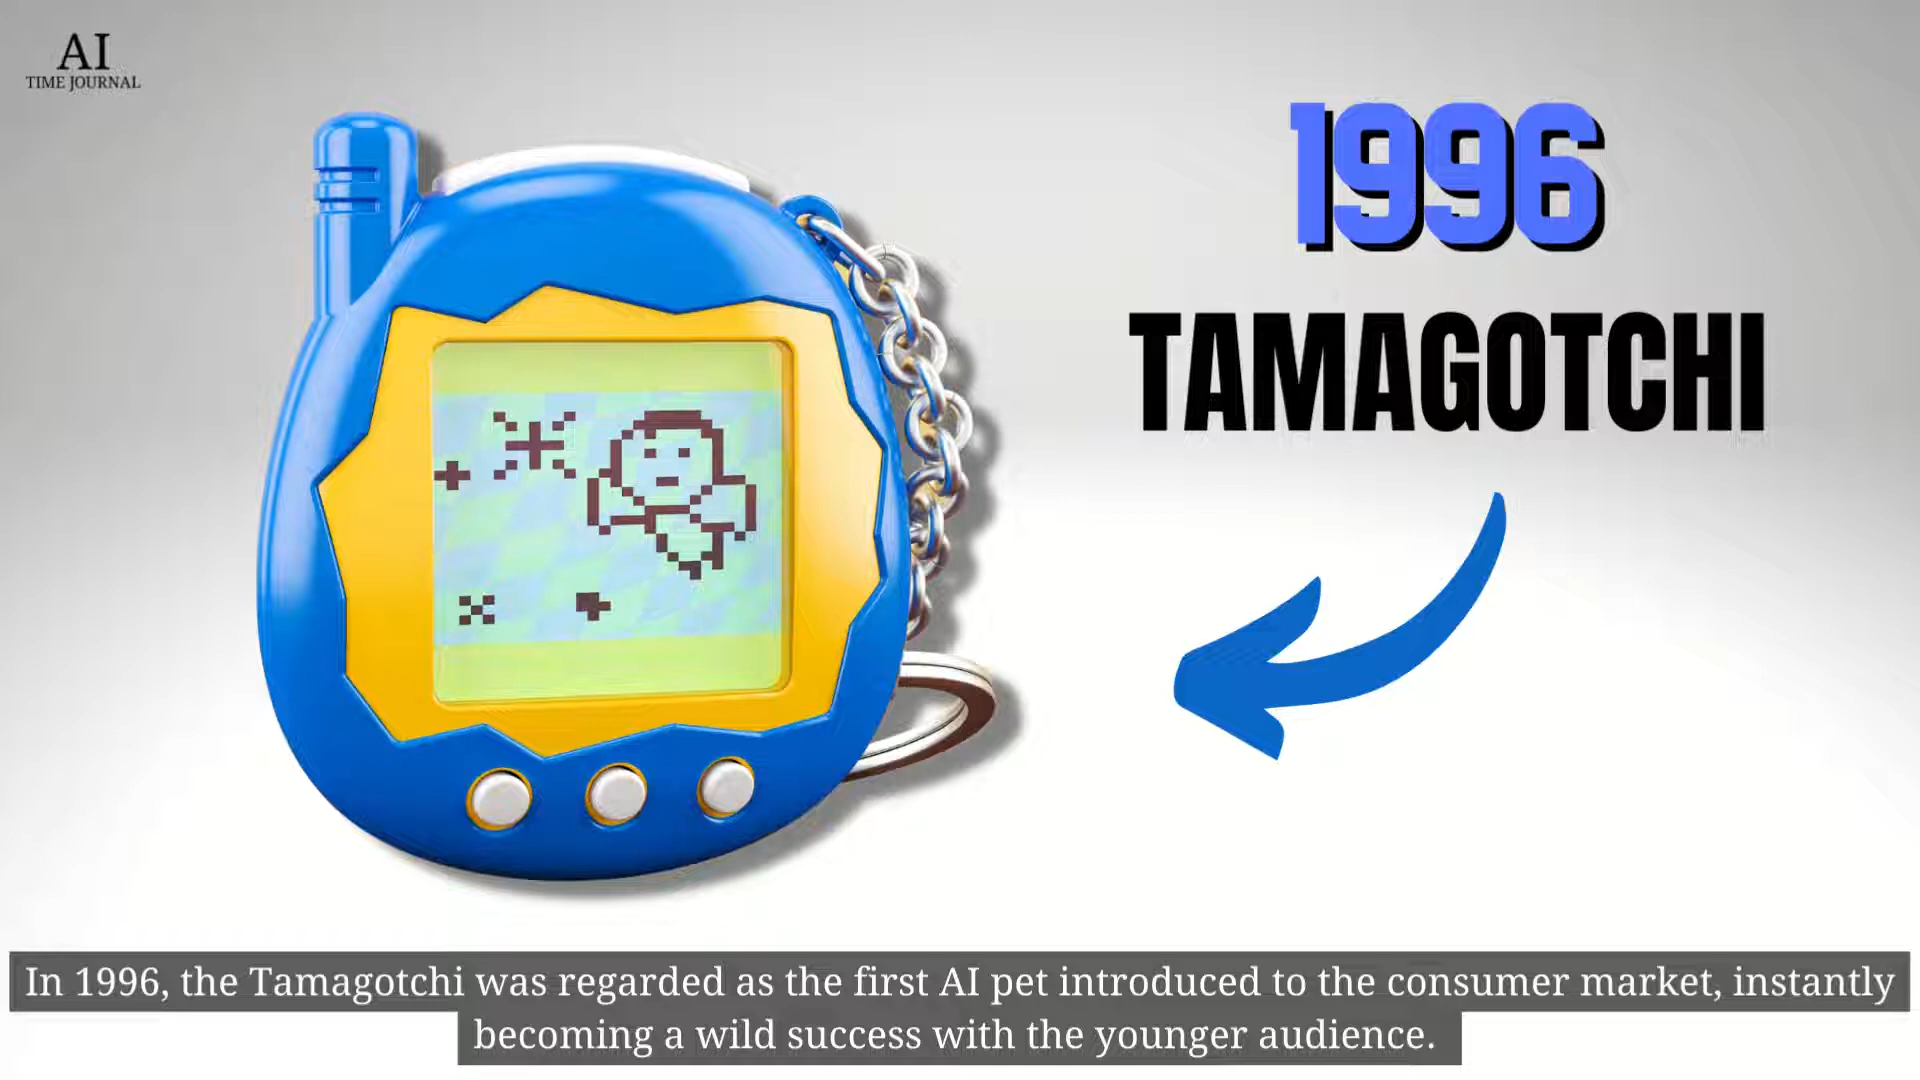 AI
TIME JOURNAL
1996
TAMAGOTCHI
In 1996, the Tamagotchi was regarded as the first AI pet introduced to the consumer market, instantly
becoming a wild success with the younger audience.